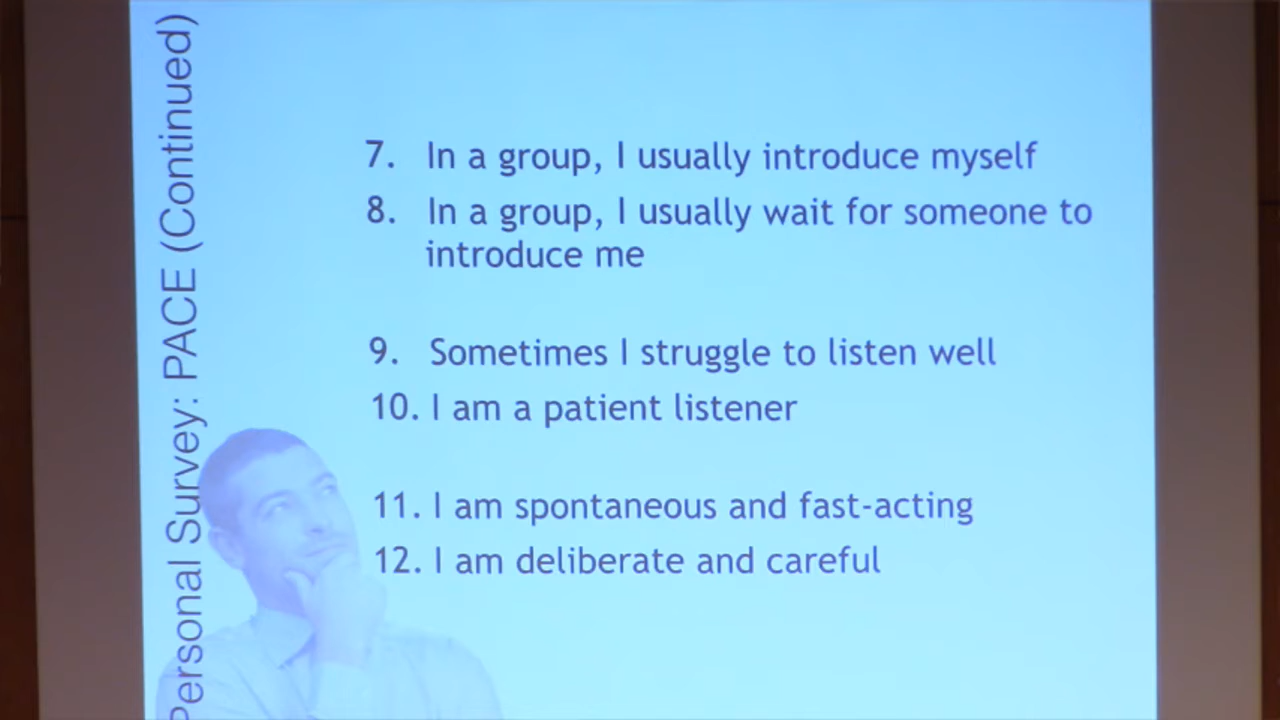 Personal Survey: PACE (Continued)
7. In a group, I usually introduce myself
8. In a group, I usually wait for someone to
introduce me
9. Sometimes I struggle to listen well
10. I am a patient listener
11. I am spontaneous and fast-acting
12. I am deliberate and careful